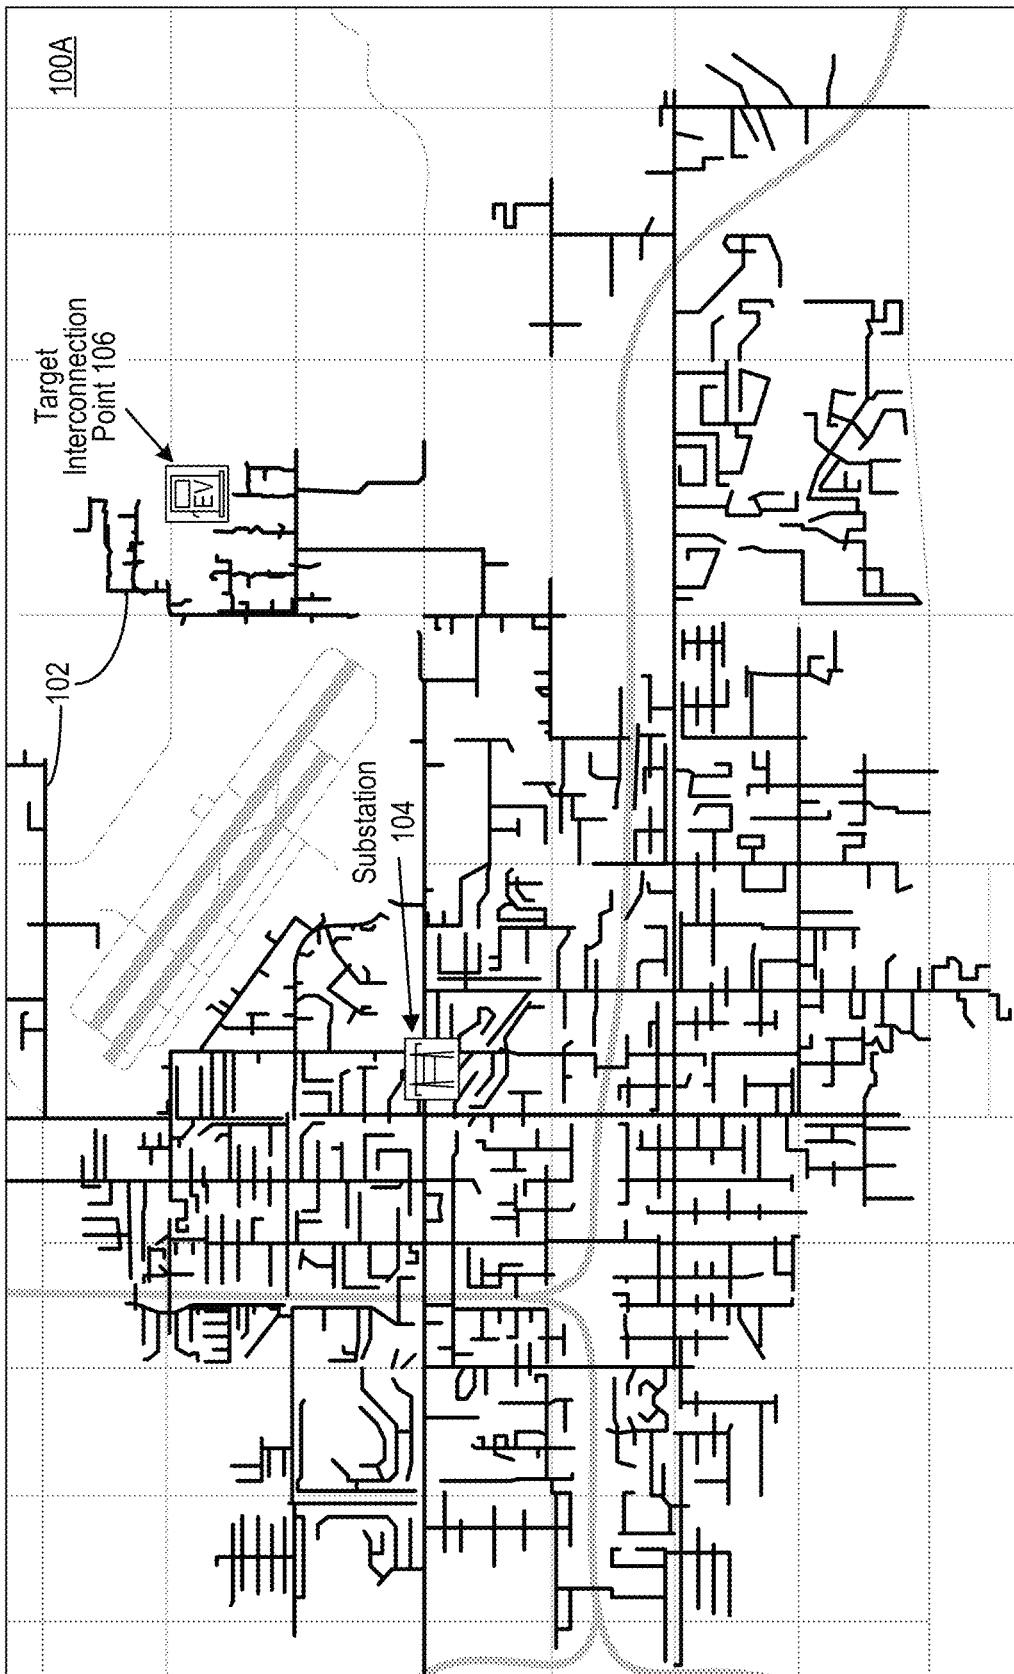 100A
Target
Interconnection
Point 106
EV
102
Substation
104